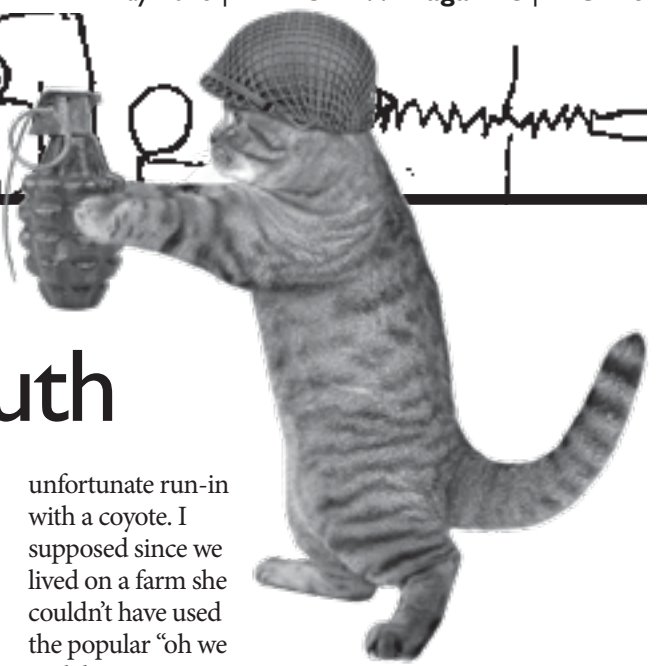 uth
unfortunate run-in
with a coyote. I
supposed since we
lived on a farm she
couldn't have used
the popular “oh we